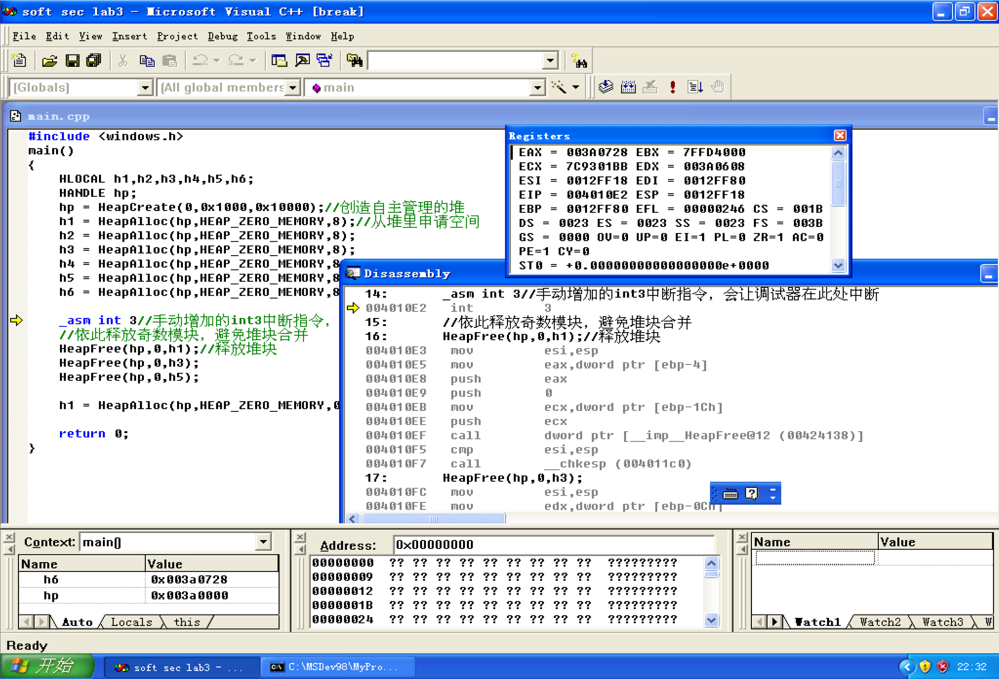 soft sec lab3 - Microsoft Visual C++ [break]
File Edit View Insert Project Debug Tools Window Help
(Globals) (All global members main
main.cpp
#include <windows.h>
main()
{
HLOCAL h1,h2,h3,h4,h5,h6;
HANDLE hp;
hp = HeapCreate(0,0x1000,0x10000);//创造自主管理的堆
h1 = HeapAlloc(hp,HEAP_ZERO_MEMORY,8);//从堆里申请空间
h2 = HeapAlloc(hp,HEAP_ZERO_MEMORY,8);
h3 = HeapAlloc(hp,HEAP_ZERO_MEMORY,8);
h4 = HeapAlloc(hp,HEAP_ZERO_MEMORY,8
h5 = HeapAlloc(hp,HEAP_ZERO_MEMORY,8
h6 = HeapAlloc(hp,HEAP_ZERO_MEMORY,8
_asm int 3//手动增加的int3中断指令，
//依此释放奇数模块，避免堆块合并
HeapFree(hp,0,h1);//释放堆块
HeapFree(hp,0,h3);
HeapFree(hp,0,h5);
h1 = HeapAlloc(hp,HEAP_ZERO_MEMORY,0
return 0;
}
Registers
EAX = 003A0728 EBX = 7FFD4000
ECX = 7C9301BB EDX = 003A0608
ESI = 0012FF18 EDI = 0012FF80
EIP = 004010E2 ESP = 0012FF18
EBP = 0012FF80 EFL = 00000246 CS = 001B
DS = 0023 ES = 0023 SS = 0023 FS = 003B
GS = 0000 OV=0 UP=0 EI=1 PL=0 ZR=1 AC=0
PE=1 CY=0
ST0 = +0.00000000000000000e+0000
Disassembly
14: _asm int 3//手动增加的int3中断指令，会让调试器在此处中断
004010E2 int 3
15: //依此释放奇数模块，避免堆块合并
16: HeapFree(hp,0,h1);//释放堆块
004010E3 mov esi,esp
004010E5 mov eax,dword ptr [ebp-4]
004010E8 push eax
004010E9 push 0
004010EB mov ecx,dword ptr [ebp-1Ch]
004010EE push ecx
004010EF call dword ptr [__imp__HeapFree@12 (00424138)]
004010F5 cmp esi,esp
004010F7 call __chkesp (004011c0)
17: HeapFree(hp,0,h3);
004010FC mov esi,esp
004010FE mov edx,dword ptr [ebp-0Ch]
Context: main()
Name Value
h6 0x003a0728
hp 0x003a0000
Auto Locals this
Address: 0x00000000
00000000 ?? ?? ?? ?? ?? ?? ?? ?? ?? ?????????
00000009 ?? ?? ?? ?? ?? ?? ?? ?? ?? ?????????
00000012 ?? ?? ?? ?? ?? ?? ?? ?? ?? ?????????
0000001B ?? ?? ?? ?? ?? ?? ?? ?? ?? ?????????
00000024 ?? ?? ?? ?? ?? ?? ?? ?? ?? ?????????
Name Value
Watch1 Watch2 Watch3 W
Ready
开始 soft sec lab3 - ... C:\MSDev98\MyPro... 22:32